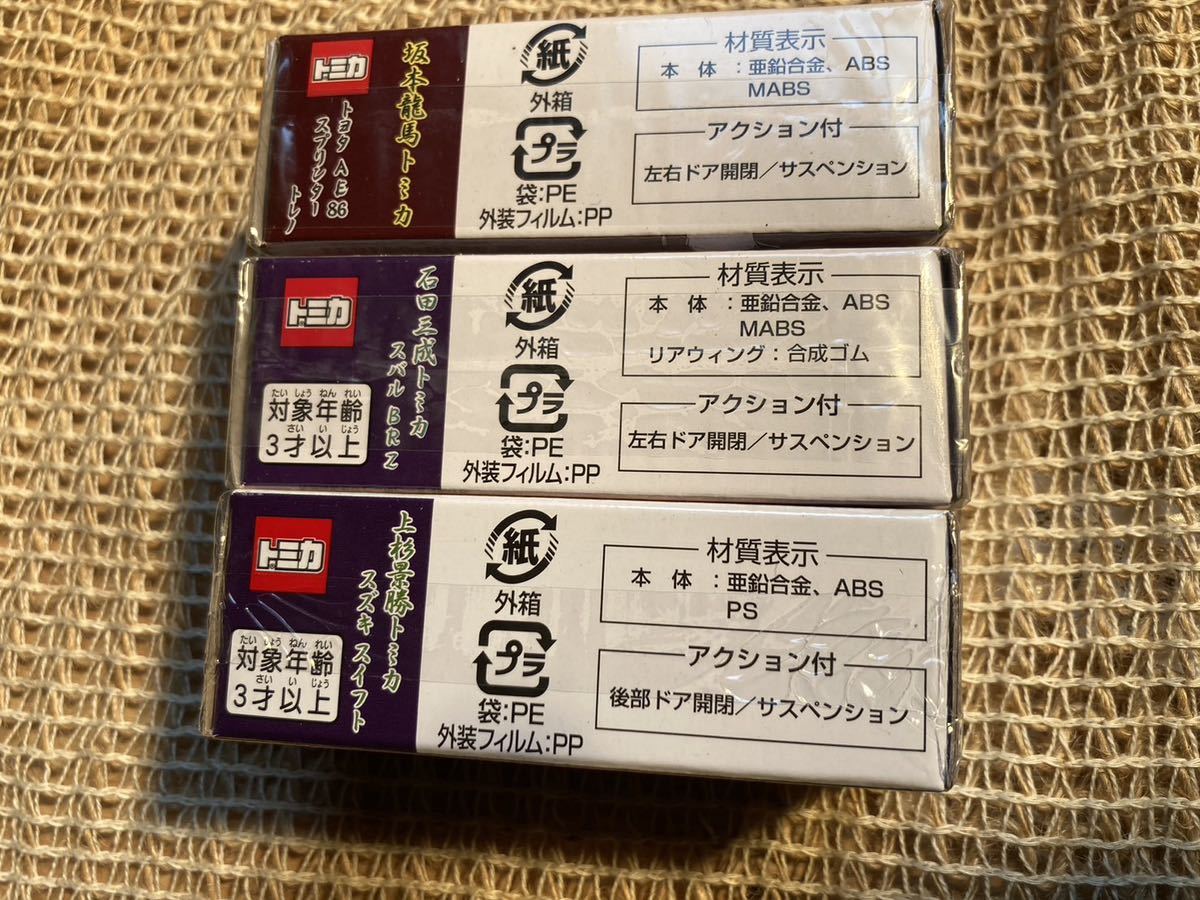 トミカ
坂本龍馬トミカ
トヨタ AE86
スプリンター
トレノ
紙
外箱
プラ
袋:PE
外装フィルム:PP
材質表示
本 体 : 亜鉛合金、ABS
MABS
アクション付
左右ドア開閉／サスペンション
トミカ
石田三成トミカ
スバル BRZ
たいしょうねんれい
対象年齢
さいいじょう
3才以上
紙
外箱
プラ
袋:PE
外装フィルム:PP
材質表示
本 体 : 亜鉛合金、ABS
MABS
リアウィング : 合成ゴム
アクション付
左右ドア開閉／サスペンション
トミカ
上杉景勝トミカ
スズキ スイフト
たいしょうねんれい
対象年齢
さいいじょう
3才以上
紙
外箱
プラ
袋:PE
外装フィルム:PP
材質表示
本 体 : 亜鉛合金、ABS
PS
アクション付
後部ドア開閉／サスペンション